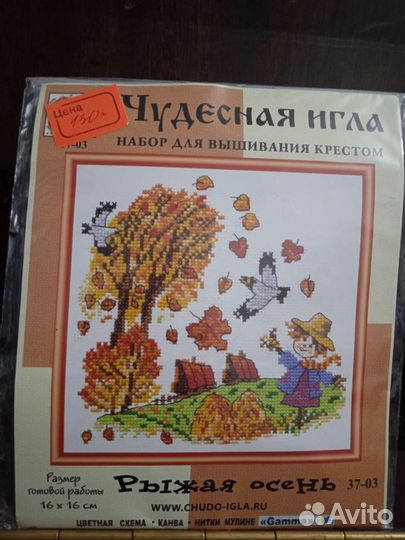 Цена
130
Чудесная игла
7-03
НАБОР ДЛЯ ВЫШИВАНИЯ КРЕСТОМ
Размер
готовой работы
16 x 16 см
Рыжая осень
37-03
WWW.CHUDO-IGLA.RU
ЦВЕТНАЯ СХЕМА • КАНВА • НИТКИ МУЛИНЕ «Gamma»
Avito